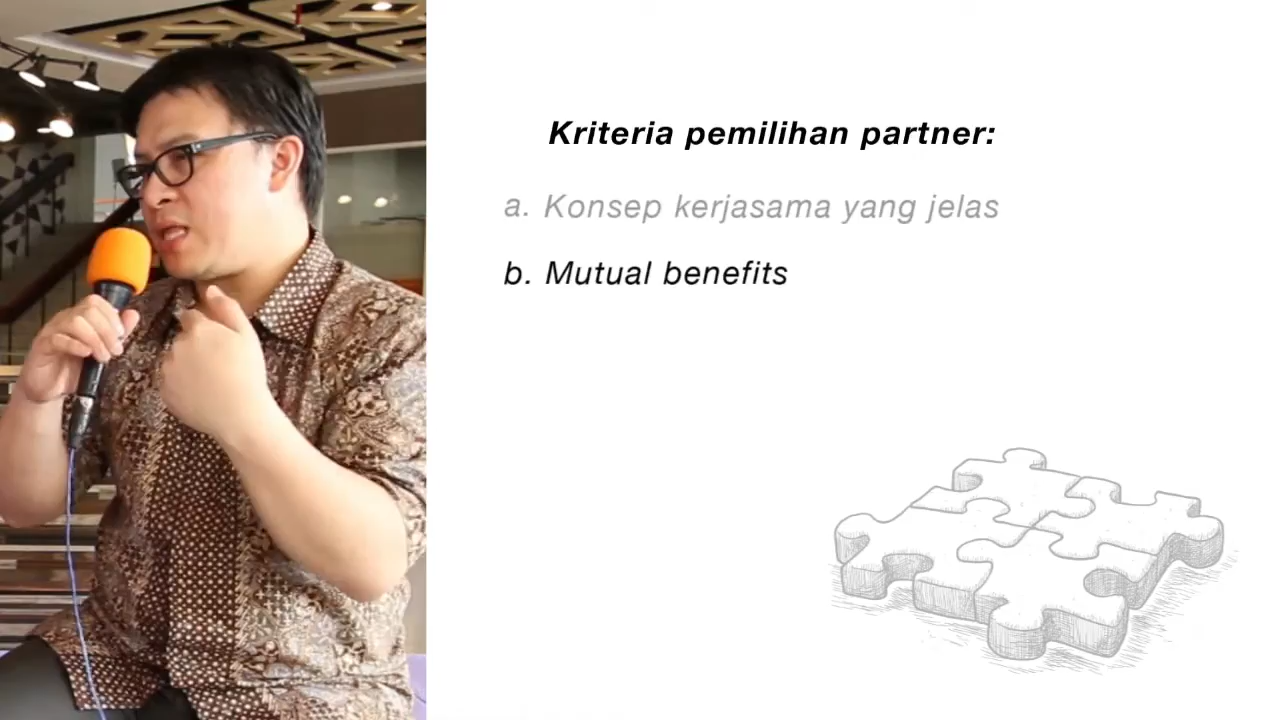 Kriteria pemilihan partner:
a. Konsep kerjasama yang jelas
b. Mutual benefits